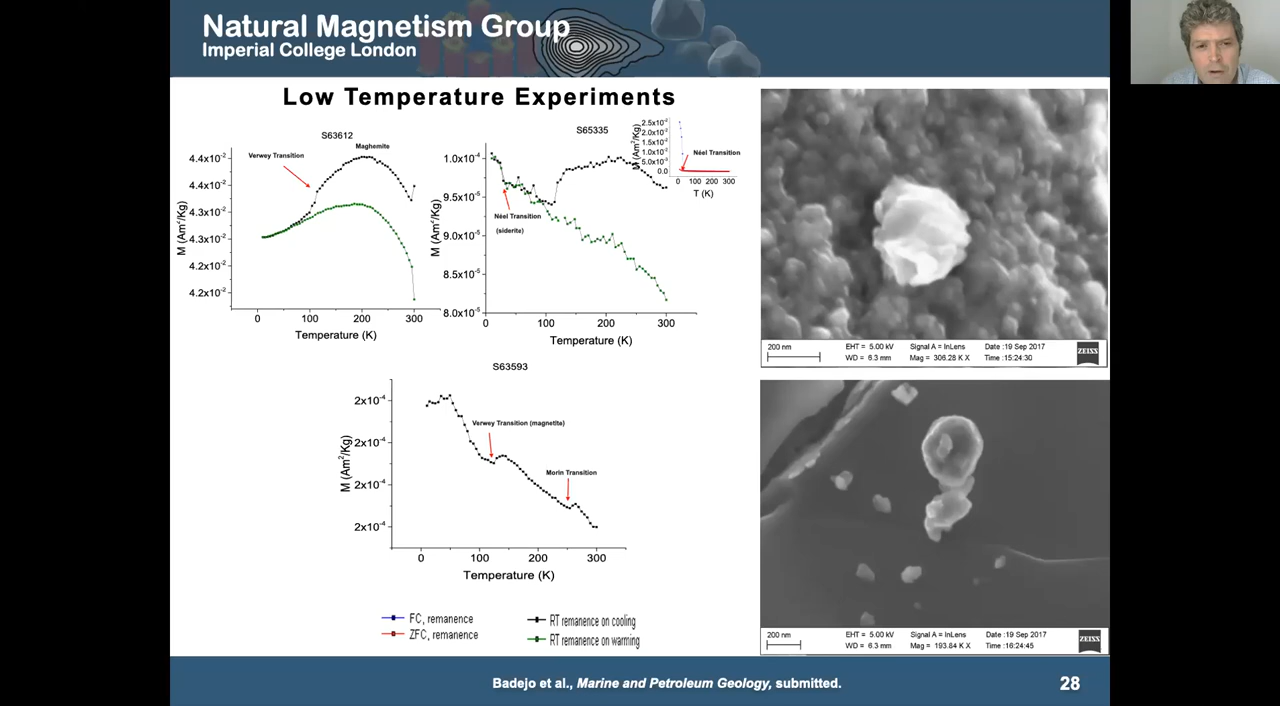 Natural Magnetism Group
Imperial College London
Low Temperature Experiments
S63612
Maghemite
Verwey Transition
4.4x10-2
4.4x10-2
4.3x10-2
4.3x10-2
4.2x10-2
4.2x10-2
M (Am2/Kg)
0 100 200 300
Temperature (K)
S65335
1.0x10-4
9.5x10-5
9.0x10-5
8.5x10-5
8.0x10-5
M (Am2/Kg)
Néel Transition
(siderite)
0 100 200 300
Temperature (K)
2.5x10-2
2.0x10-2
1.5x10-2
1.0x10-2
5.0x10-3
0.0
M (Am2/Kg)
Néel Transition
0 100 200 300
T (K)
S63593
2x10-4
2x10-4
2x10-4
2x10-4
M (Am2/Kg)
Verwey Transition (magnetite)
Morin Transition
0 100 200 300
Temperature (K)
FC, remanence
ZFC, remanence
RT remanence on cooling
RT remanence on warming
200 nm
EHT = 5.00 kV Signal A = InLens Date :19 Sep 2017
WD = 6.3 mm Mag = 306.28 K X Time :15:24:30
ZEISS
200 nm
EHT = 5.00 kV Signal A = InLens Date :19 Sep 2017
WD = 6.3 mm Mag = 193.84 K X Time :16:24:45
ZEISS
Badejo et al., Marine and Petroleum Geology, submitted.
28